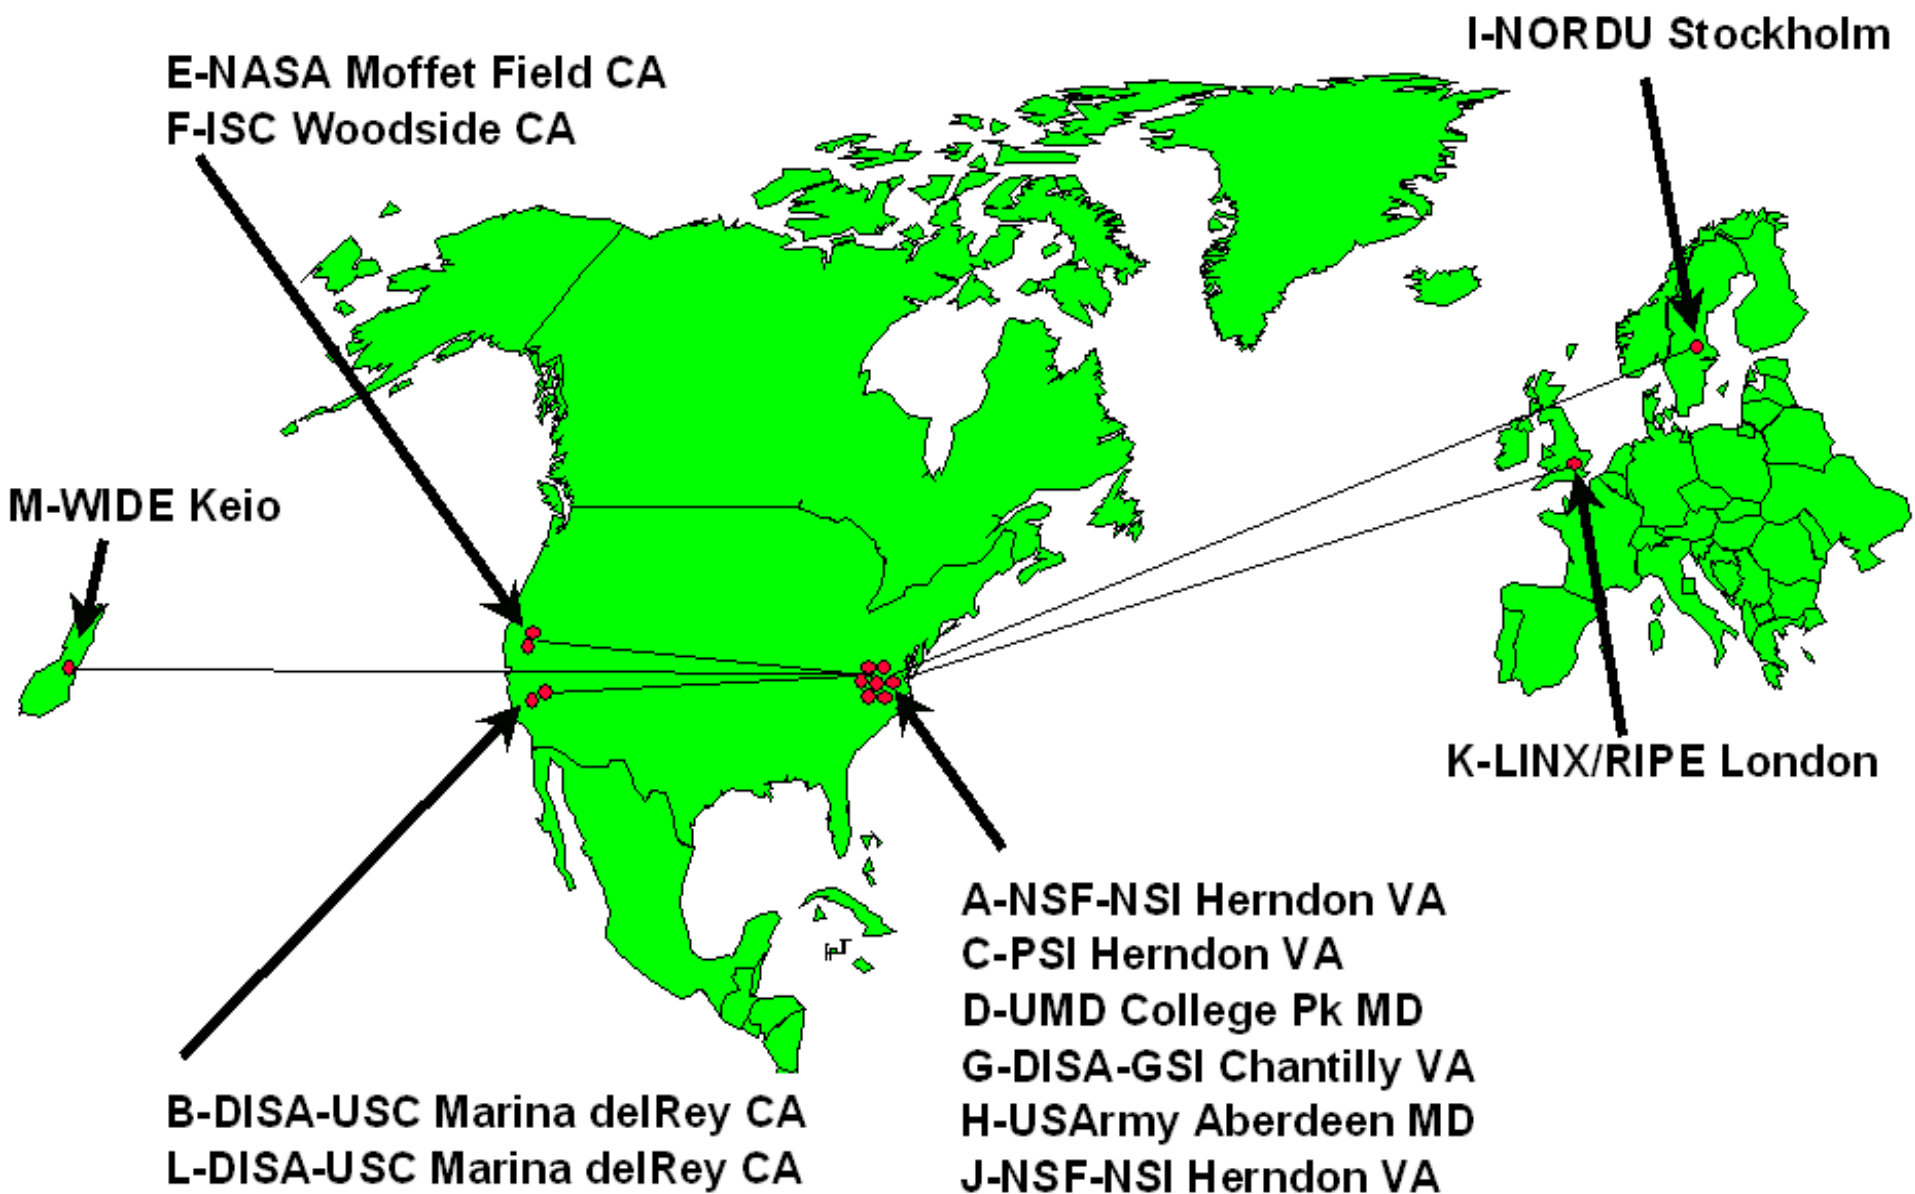 I-NORDU Stockholm
E-NASA Moffet Field CA
F-ISC Woodside CA
M-WIDE Keio
K-LINX/RIPE London
A-NSF-NSI Herndon VA
C-PSI Herndon VA
D-UMD College Pk MD
G-DISA-GSI Chantilly VA
H-USArmy Aberdeen MD
J-NSF-NSI Herndon VA
B-DISA-USC Marina delRey CA
L-DISA-USC Marina delRey CA